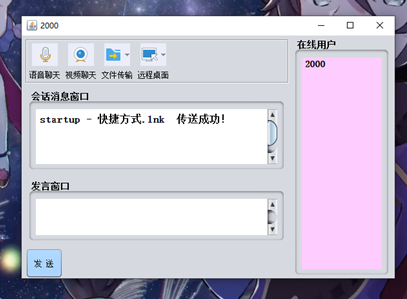 2000
语音聊天 视频聊天 文件传输 远程桌面
在线用户
2000
会话消息窗口
startup - 快捷方式.lnk 传送成功!
发言窗口
发 送